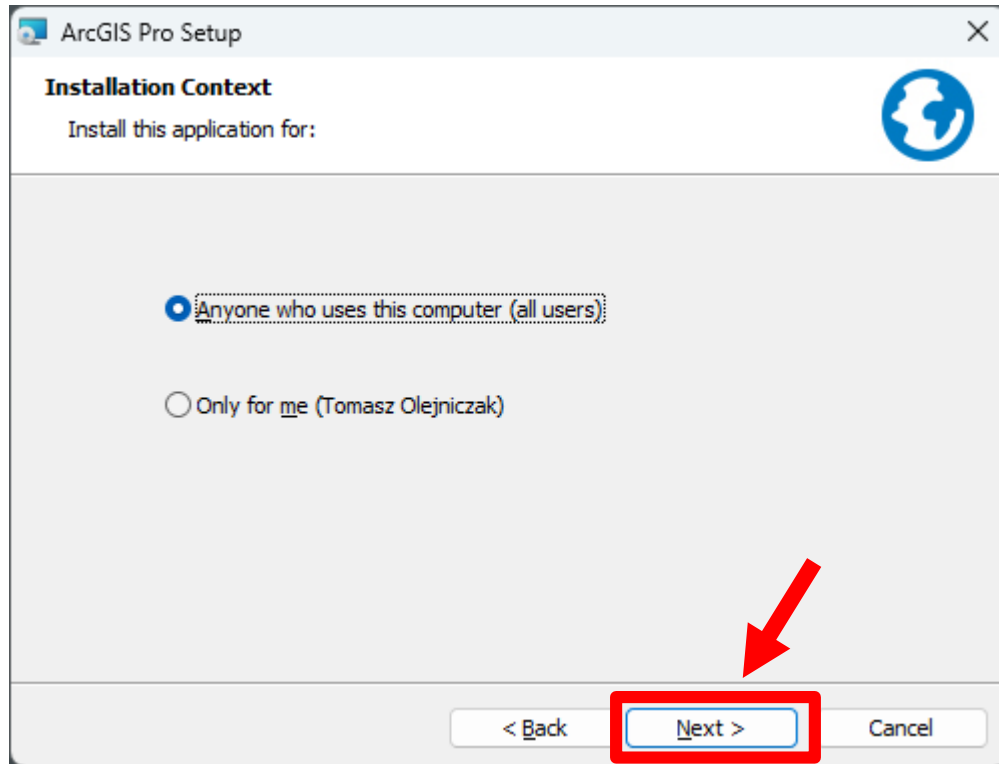 ArcGIS Pro Setup
Installation Context
Install this application for:
Anyone who uses this computer (all users)
Only for me (Tomasz Olejniczak)
< Back Next > Cancel